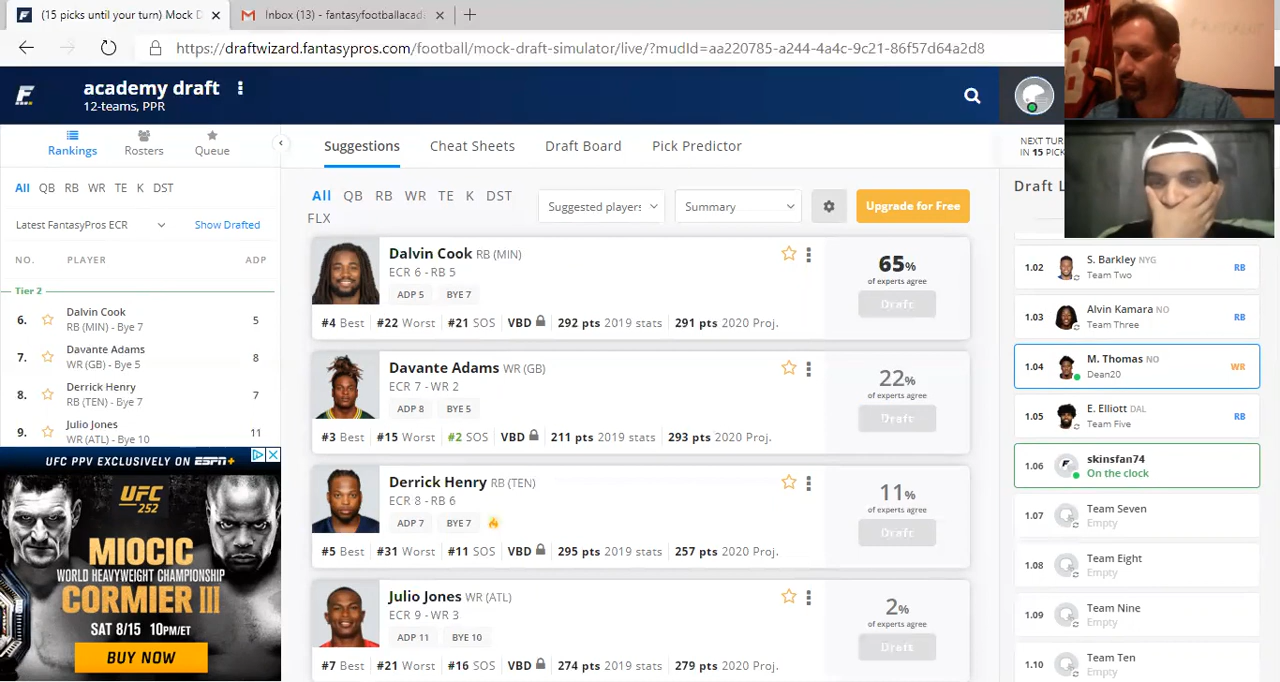 (15 picks until your turn) Mock D
Inbox (13) - fantasyfootballacad
https://draftwizard.fantasypros.com/football/mock-draft-simulator/live/?mudId=aa220785-a244-4a4c-9c21-86f57d64a2d8
academy draft
12-teams, PPR
Rankings Rosters Queue
Suggestions Cheat Sheets Draft Board Pick Predictor
NEXT TUR
IN 15 PICK
All QB RB WR TE K DST
Latest FantasyPros ECR Show Drafted
NO. PLAYER ADP
Tier 2
6. Dalvin Cook 5
RB (MIN) - Bye 7
7. Davante Adams 8
WR (GB) - Bye 5
8. Derrick Henry 7
RB (TEN) - Bye 7
9. Julio Jones 11
WR (ATL) - Bye 10
UFC PPV EXCLUSIVELY ON ESPN+
UFC
252
MIOCIC
WORLD HEAVYWEIGHT CHAMPIONSHIP
CORMIER III
SAT 8/15 10PM/ET
BUY NOW
All QB RB WR TE K DST
FLX
Suggested players Summary Upgrade for Free
Dalvin Cook RB (MIN)
ECR 6 - RB 5
ADP 5 BYE 7
65%
of experts agree
Draft
#4 Best #22 Worst #21 SOS VBD 292 pts 2019 stats 291 pts 2020 Proj.
Davante Adams WR (GB)
ECR 7 - WR 2
ADP 8 BYE 5
22%
of experts agree
Draft
#3 Best #15 Worst #2 SOS VBD 211 pts 2019 stats 293 pts 2020 Proj.
Derrick Henry RB (TEN)
ECR 8 - RB 6
ADP 7 BYE 7
11%
of experts agree
Draft
#5 Best #31 Worst #11 SOS VBD 295 pts 2019 stats 257 pts 2020 Proj.
Julio Jones WR (ATL)
ECR 9 - WR 3
ADP 11 BYE 10
2%
of experts agree
Draft
#7 Best #21 Worst #16 SOS VBD 274 pts 2019 stats 279 pts 2020 Proj.
Draft L
1.02 S. Barkley NYG RB
Team Two
1.03 Alvin Kamara NO RB
Team Three
1.04 M. Thomas NO WR
Dean20
1.05 E. Elliott DAL RB
Team Five
1.06 skinsfan74
On the clock
1.07 Team Seven
Empty
1.08 Team Eight
Empty
1.09 Team Nine
Empty
1.10 Team Ten
Empty